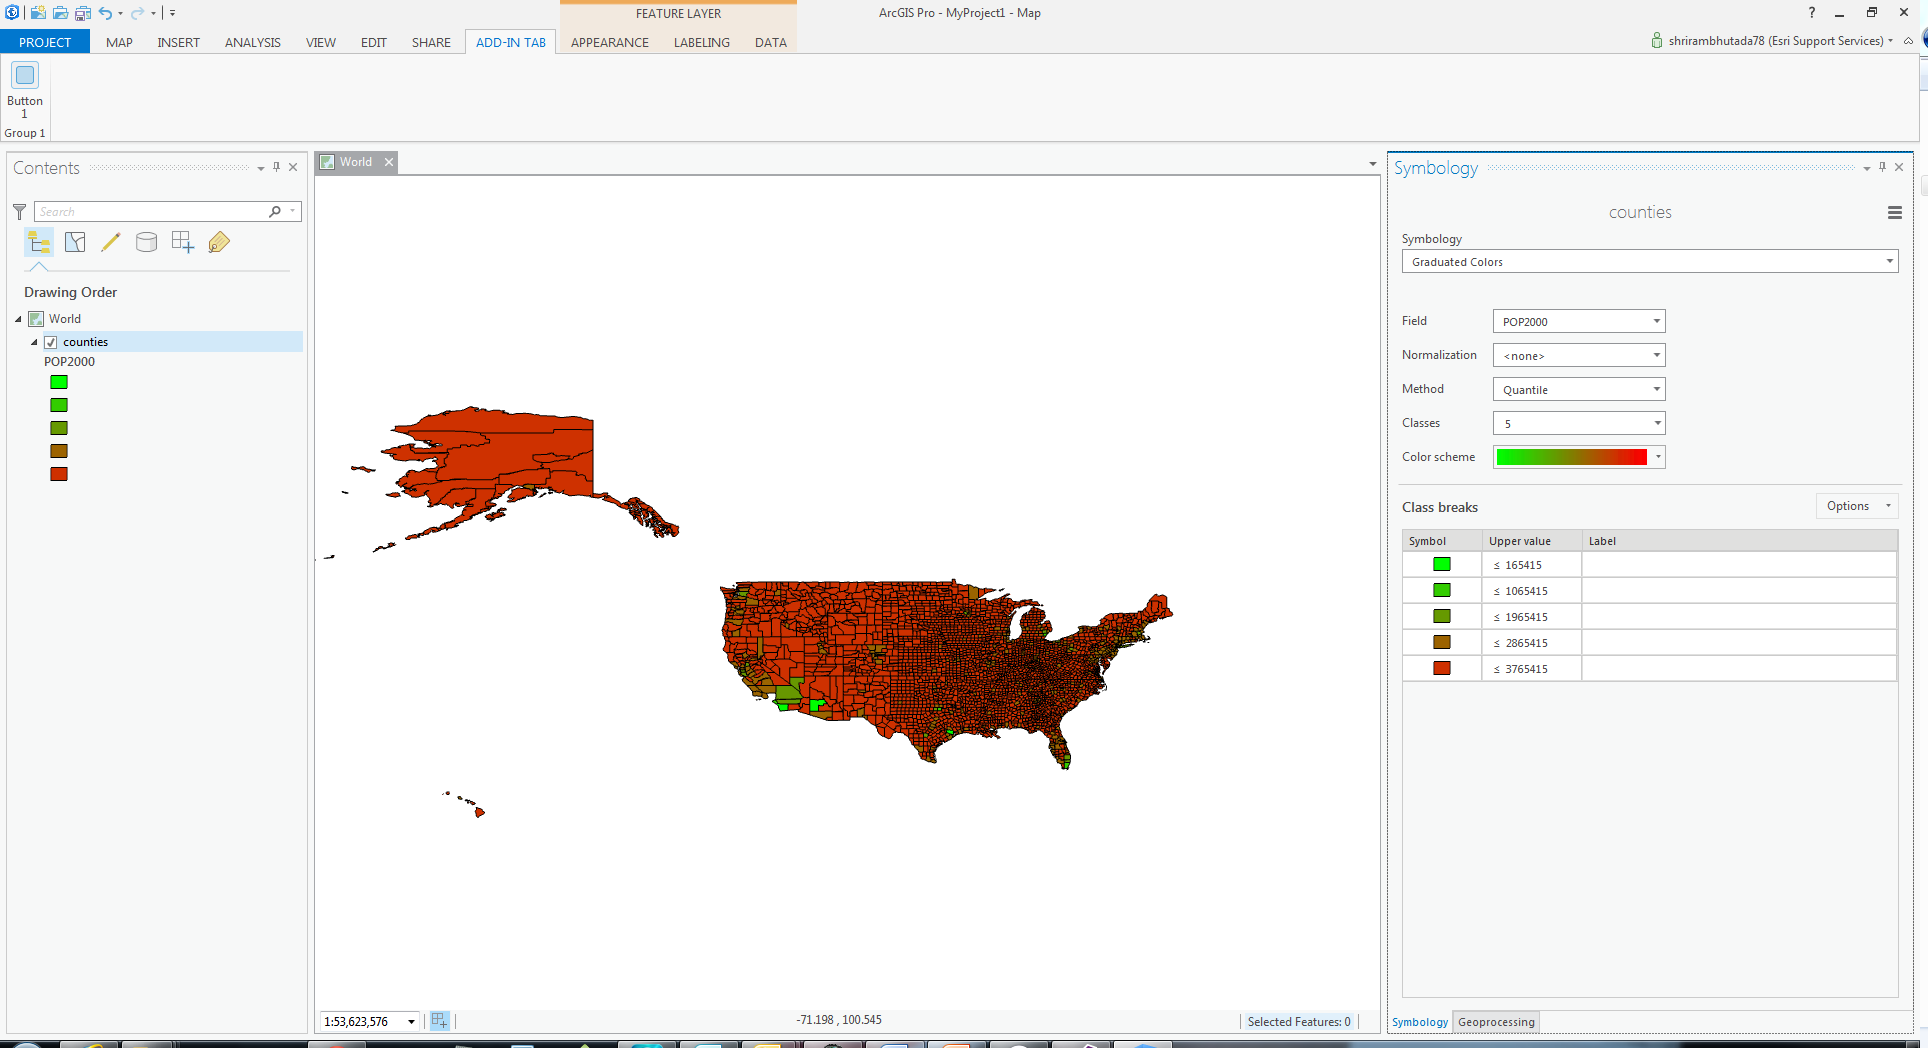 FEATURE LAYER
ArcGIS Pro - MyProject1 - Map
?
PROJECT
MAP
INSERT
ANALYSIS
VIEW
EDIT
SHARE
ADD-IN TAB
APPEARANCE
LABELING
DATA
shrirambhutada78 (Esri Support Services)
Button
1
Group 1
Contents
Search
Drawing Order
World
counties
POP2000
World
1:53,623,576
-71.198 , 100.545
Selected Features: 0
Symbology
counties
Symbology
Graduated Colors
Field
POP2000
Normalization
<none>
Method
Quantile
Classes
5
Color scheme
Class breaks
Options
Symbol Upper value Label
≤ 165415
≤ 1065415
≤ 1965415
≤ 2865415
≤ 3765415
Symbology
Geoprocessing